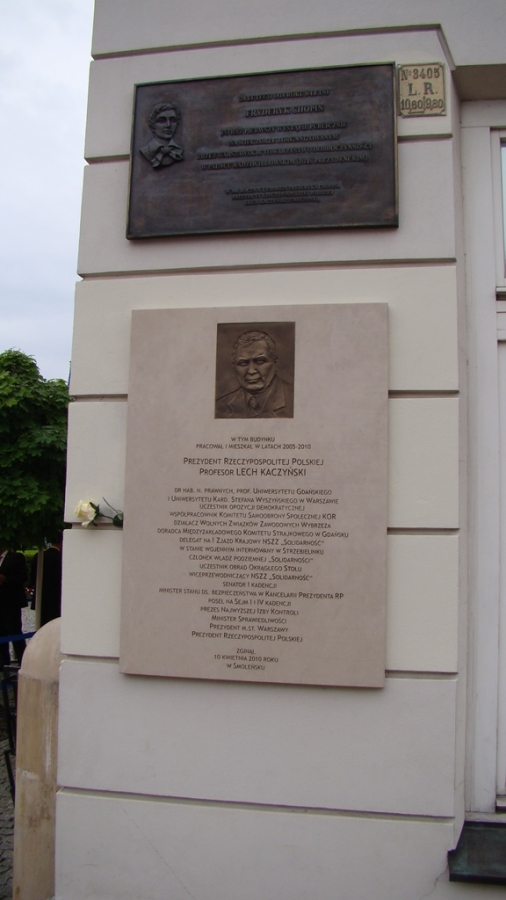 FRYDERYK CHOPIN
Nº 3405
L. R.
10,60 9,80
W TYM BUDYNKU
PRACOWAŁ I MIESZKAŁ W LATACH 2005-2010
PREZYDENT RZECZYPOSPOLITEJ POLSKIEJ
PROFESOR LECH KACZYŃSKI
DR HAB. N. PRAWNYCH, PROF. UNIWERSYTETU GDAŃSKIEGO
I UNIWERSYTETU KARD. STEFANA WYSZYŃSKIEGO W WARSZAWIE
UCZESTNIK OPOZYCJI DEMOKRATYCZNEJ
WSPÓŁPRACOWNIK KOMITETU SAMOOBRONY SPOŁECZNEJ KOR
DZIAŁACZ WOLNYCH ZWIĄZKÓW ZAWODOWYCH WYBRZEŻA
DORADCA MIĘDZYZAKŁADOWEGO KOMITETU STRAJKOWEGO W GDAŃSKU
DELEGAT NA I ZJAZD KRAJOWY NSZZ „SOLIDARNOŚĆ”
W STANIE WOJENNYM INTERNOWANY W STRZEBIELINKU
CZŁONEK WŁADZ PODZIEMNEJ „SOLIDARNOŚCI”
UCZESTNIK OBRAD OKRĄGŁEGO STOŁU
WICEPRZEWODNICZĄCY NSZZ „SOLIDARNOŚĆ”
SENATOR I KADENCJI
MINISTER STANU DS. BEZPIECZEŃSTWA W KANCELARII PREZYDENTA RP
POSEŁ NA SEJM I I IV KADENCJI
PREZES NAJWYŻSZEJ IZBY KONTROLI
MINISTER SPRAWIEDLIWOŚCI
PREZYDENT M.ST. WARSZAWY
PREZYDENT RZECZYPOSPOLITEJ POLSKIEJ
ZGINĄŁ
10 KWIETNIA 2010 ROKU
W SMOLEŃSKU